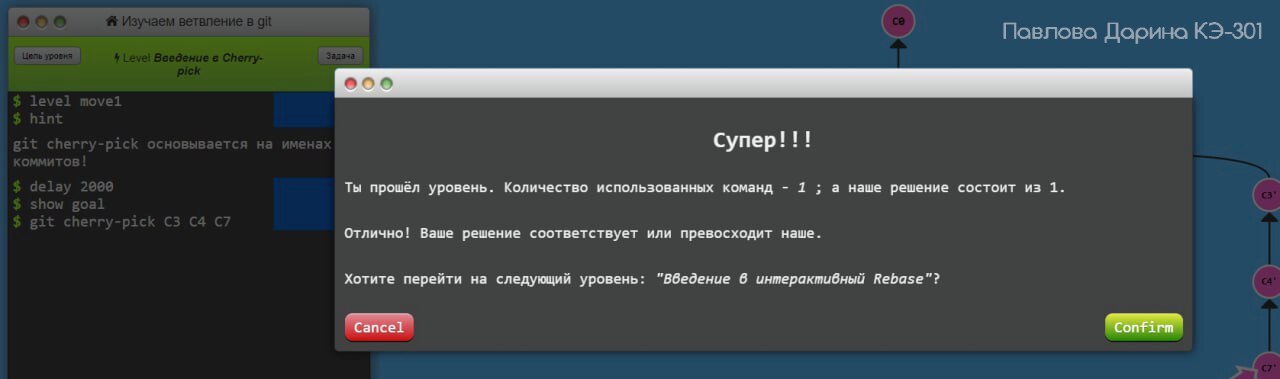 Изучаем ветвление в git
C0
Павлова Дарина КЭ-301
Цель уровня
Level Введение в Cherry-
pick
Задача
$ level move1
$ hint
git cherry-pick основывается на именах
коммитов!
$ delay 2000
$ show goal
$ git cherry-pick C3 C4 C7
Супер!!!
Ты прошёл уровень. Количество использованных команд - 1 ; а наше решение состоит из 1.
Отлично! Ваше решение соответствует или превосходит наше.
Хотите перейти на следующий уровень: "Введение в интерактивный Rebase"?
Cancel
Confirm
C3'
C4'
C7'